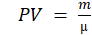 PV = m/μ